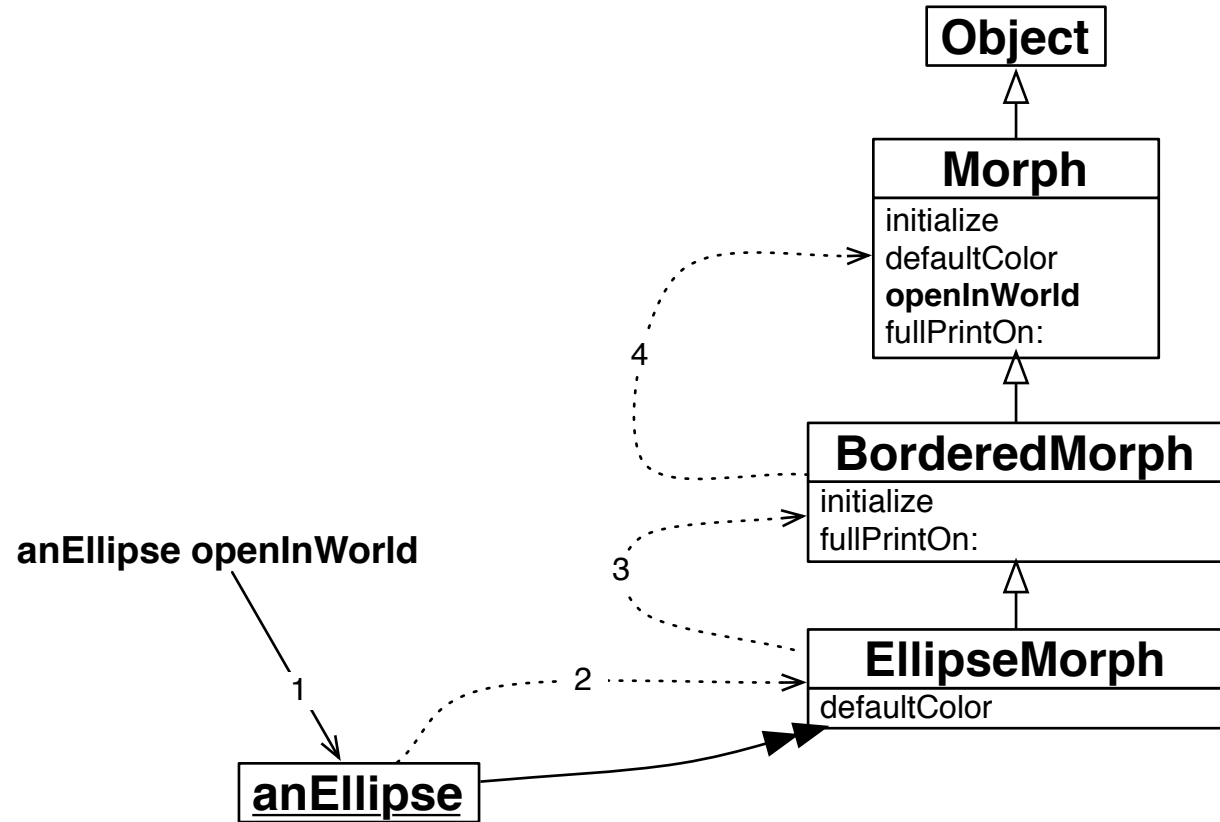 Object
Morph
initialize
defaultColor
openInWorld
fullPrintOn:
4
BorderedMorph
initialize
fullPrintOn:
anEllipse openInWorld
3
EllipseMorph
defaultColor
1
2
anEllipse